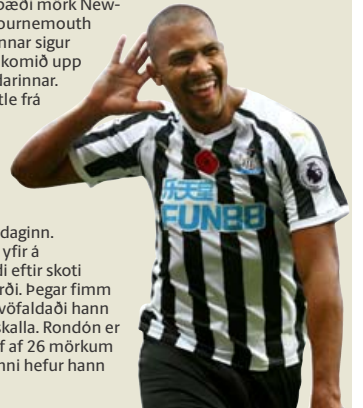 bæði mörk New-
ournemouth
nnar sigur
komið upp
larinnar.
tle frá
daginn.
yfir á
di eftir skoti
rði. Þegar fimm
vöfaldaði hann
skalla. Rondón er
f af 26 mörkum
nni hefur hann
乐天堂
FUN88